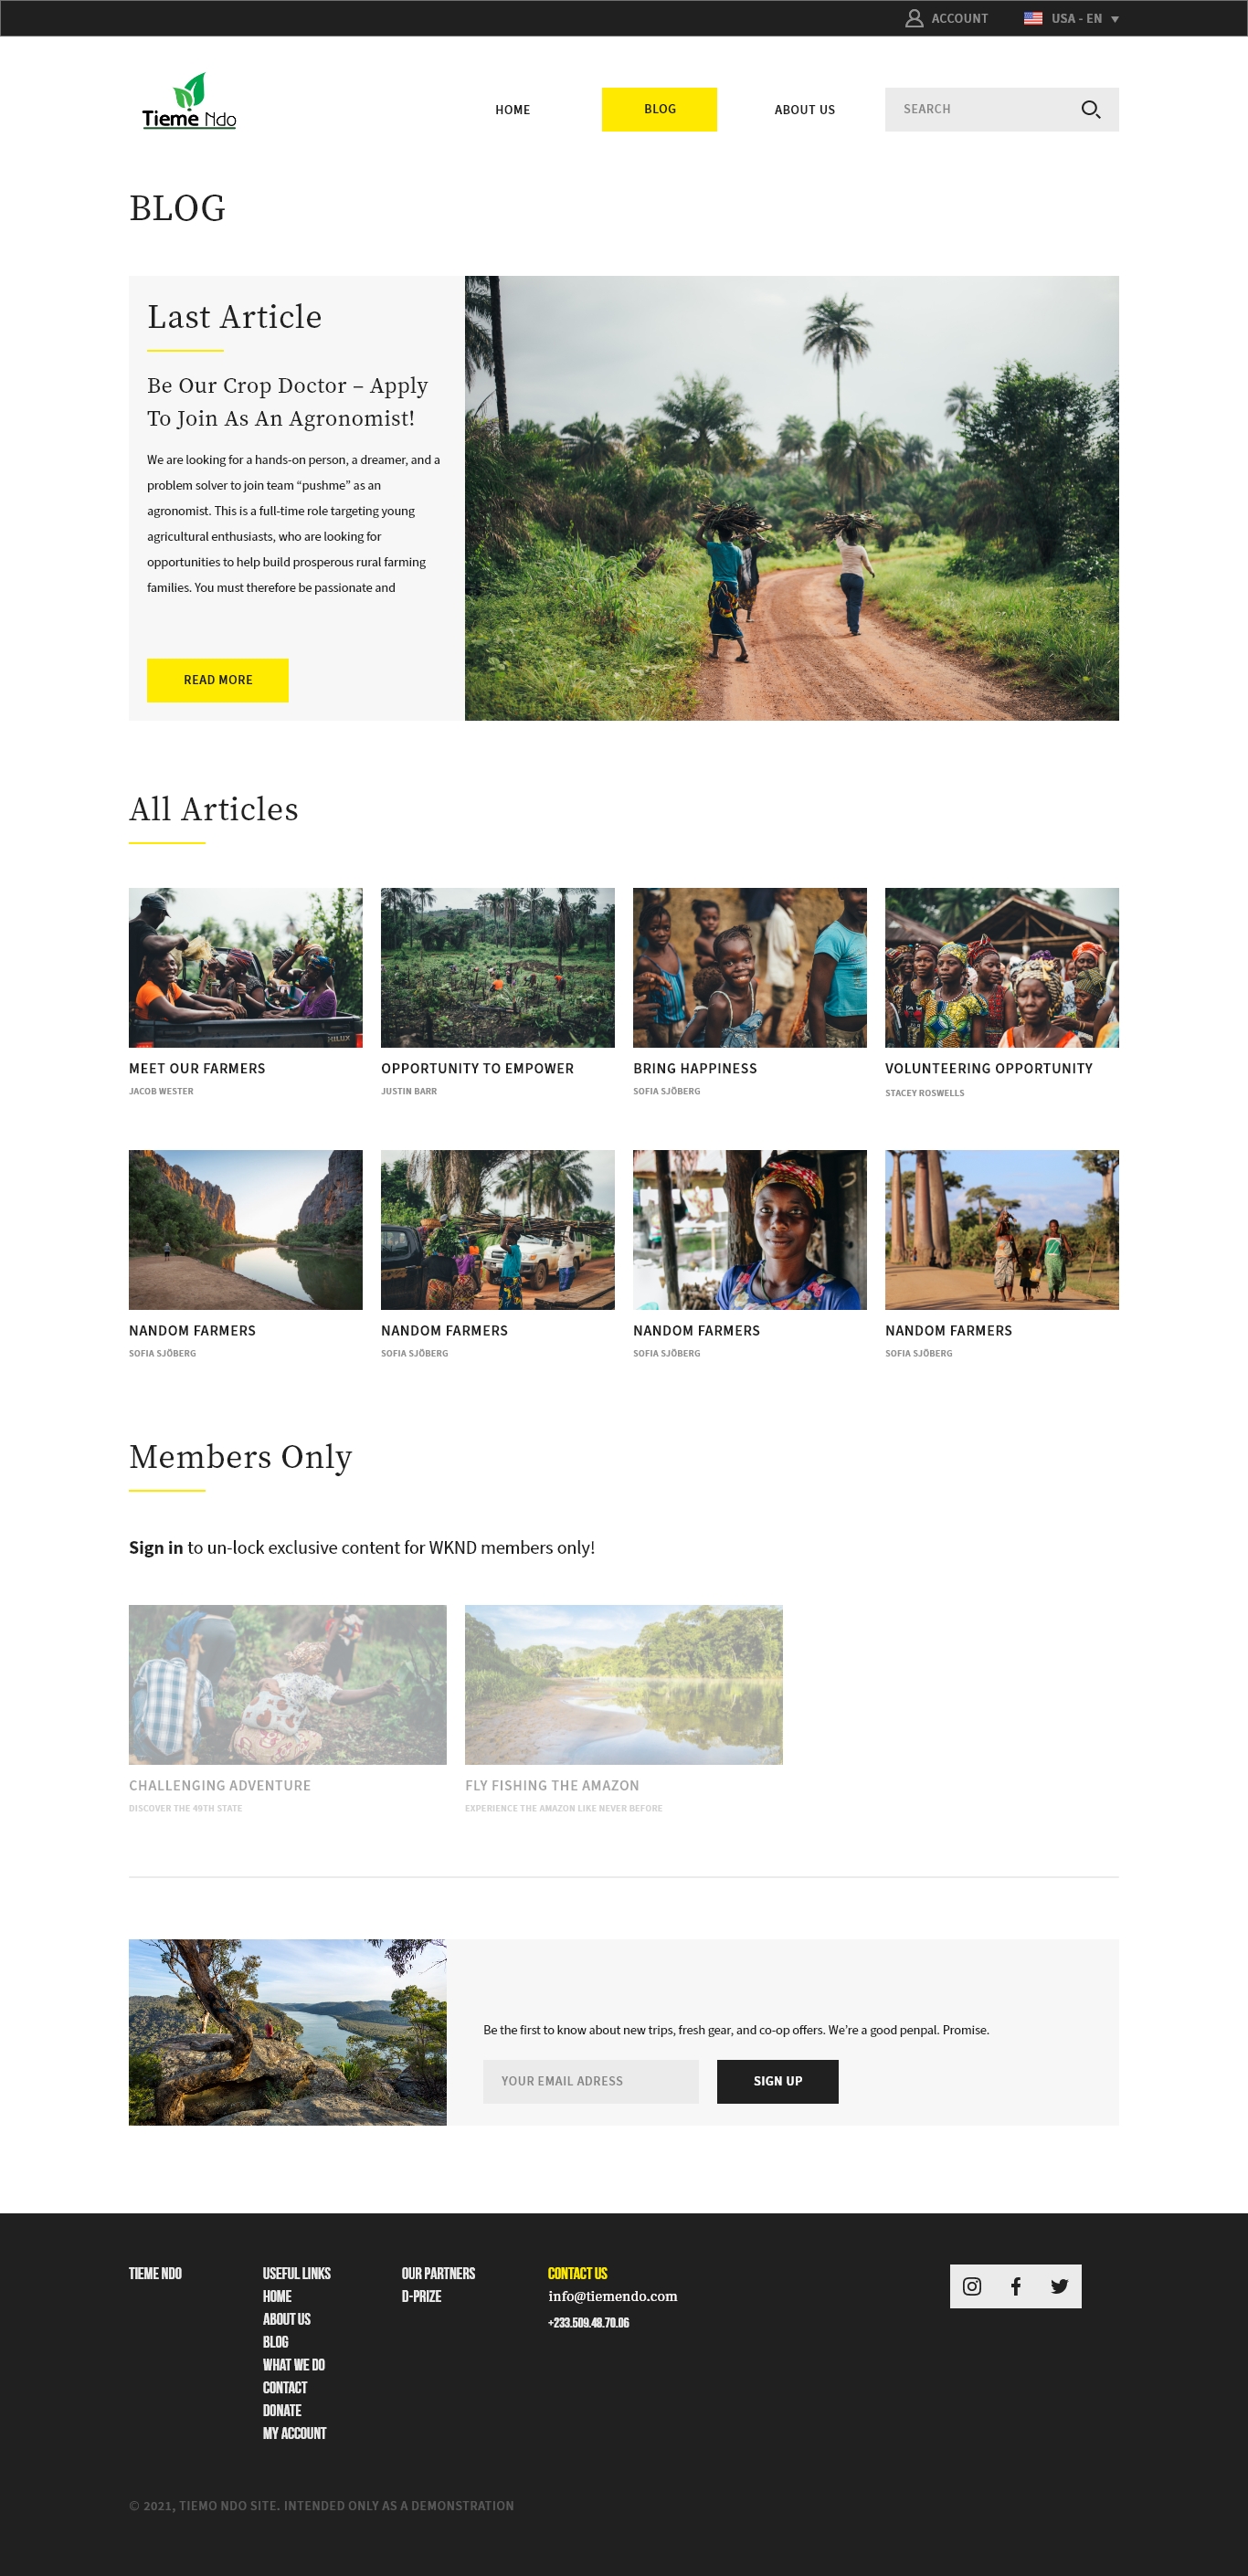 ACCOUNT
USA - EN
Tieme Ndo
HOME
BLOG
ABOUT US
SEARCH
BLOG
Last Article
Be Our Crop Doctor – Apply
To Join As An Agronomist!
We are looking for a hands-on person, a dreamer, and a
problem solver to join team “pushme” as an
agronomist. This is a full-time role targeting young
agricultural enthusiasts, who are looking for
opportunities to help build prosperous rural farming
families. You must therefore be passionate and
READ MORE
All Articles
HILUX
MEET OUR FARMERS
JACOB WESTER
OPPORTUNITY TO EMPOWER
JUSTIN BARR
BRING HAPPINESS
SOFIA SJÖBERG
VOLUNTEERING OPPORTUNITY
STACEY ROSWELLS
NANDOM FARMERS
SOFIA SJÖBERG
NANDOM FARMERS
SOFIA SJÖBERG
NANDOM FARMERS
SOFIA SJÖBERG
NANDOM FARMERS
SOFIA SJÖBERG
Members Only
Sign in to un-lock exclusive content for WKND members only!
CHALLENGING ADVENTURE
DISCOVER THE 49TH STATE
FLY FISHING THE AMAZON
EXPERIENCE THE AMAZON LIKE NEVER BEFORE
Be the first to know about new trips, fresh gear, and co-op offers. We’re a good penpal. Promise.
YOUR EMAIL ADRESS
SIGN UP
TIEME NDO
USEFUL LINKS
HOME
ABOUT US
BLOG
WHAT WE DO
CONTACT
DONATE
MY ACCOUNT
OUR PARTNERS
D-PRIZE
CONTACT US
info@tiemendo.com
+233.509.48.70.06
© 2021, TIEMO NDO SITE. INTENDED ONLY AS A DEMONSTRATION